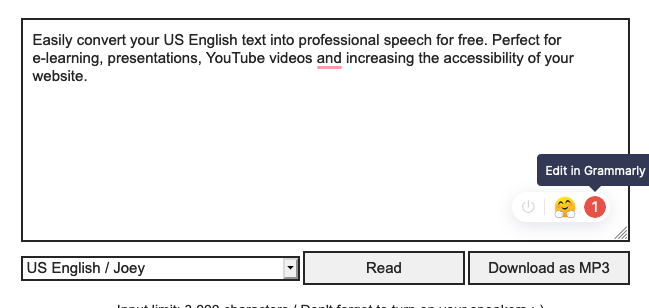 Easily convert your US English text into professional speech for free. Perfect for
e-learning, presentations, YouTube videos and increasing the accessibility of your
website.
Edit in Grammarly
1
US English / Joey
Read
Download as MP3
Input limit: 3,000 characters / Don't forget to turn on your speakers :-)